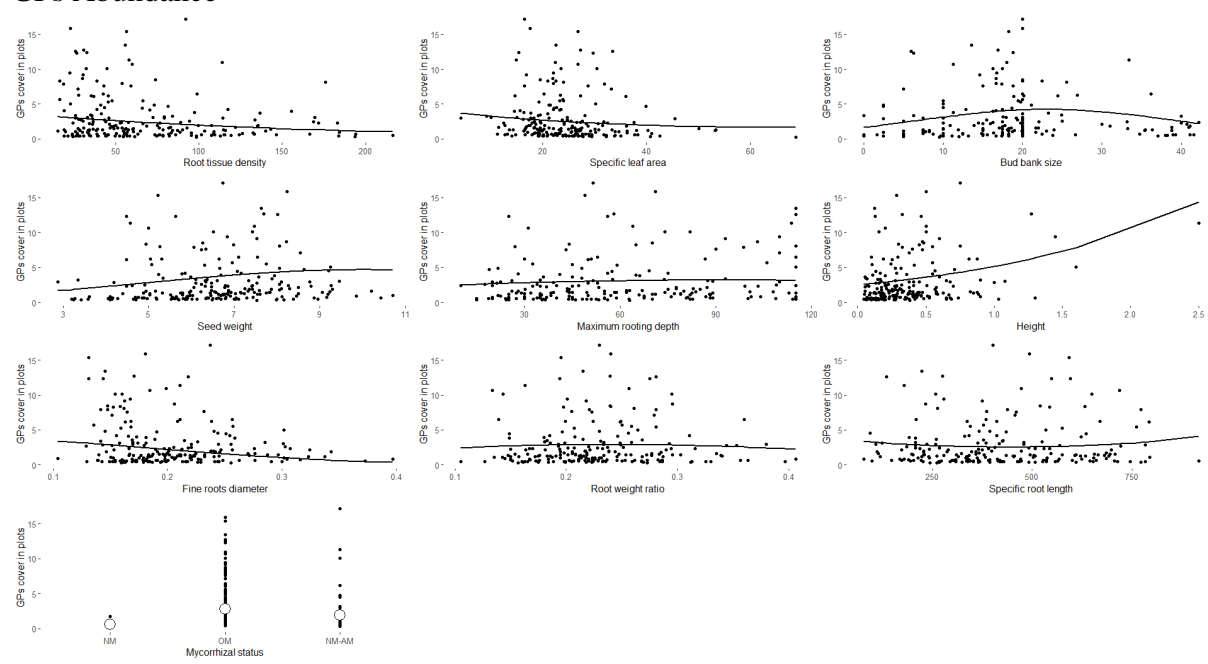 GPs Abundance
GPs cover in plots
15
10
5
0
50 100 150 200
Root tissue density
GPs cover in plots
15
10
5
0
20 40 60
Specific leaf area
GPs cover in plots
15
10
5
0
0 10 20 30 40
Bud bank size
GPs cover in plots
15
10
5
0
3 5 7 9 11
Seed weight
GPs cover in plots
15
10
5
0
30 60 90 120
Maximum rooting depth
GPs cover in plots
15
10
5
0
0.0 0.5 1.0 1.5 2.0 2.5
Height
GPs cover in plots
15
10
5
0
0.1 0.2 0.3 0.4
Fine roots diameter
GPs cover in plots
15
10
5
0
0.1 0.2 0.3 0.4
Root weight ratio
GPs cover in plots
15
10
5
0
250 500 750
Specific root length
GPs cover in plots
15
10
5
0
NM OM NM-AM
Mycorrhizal status